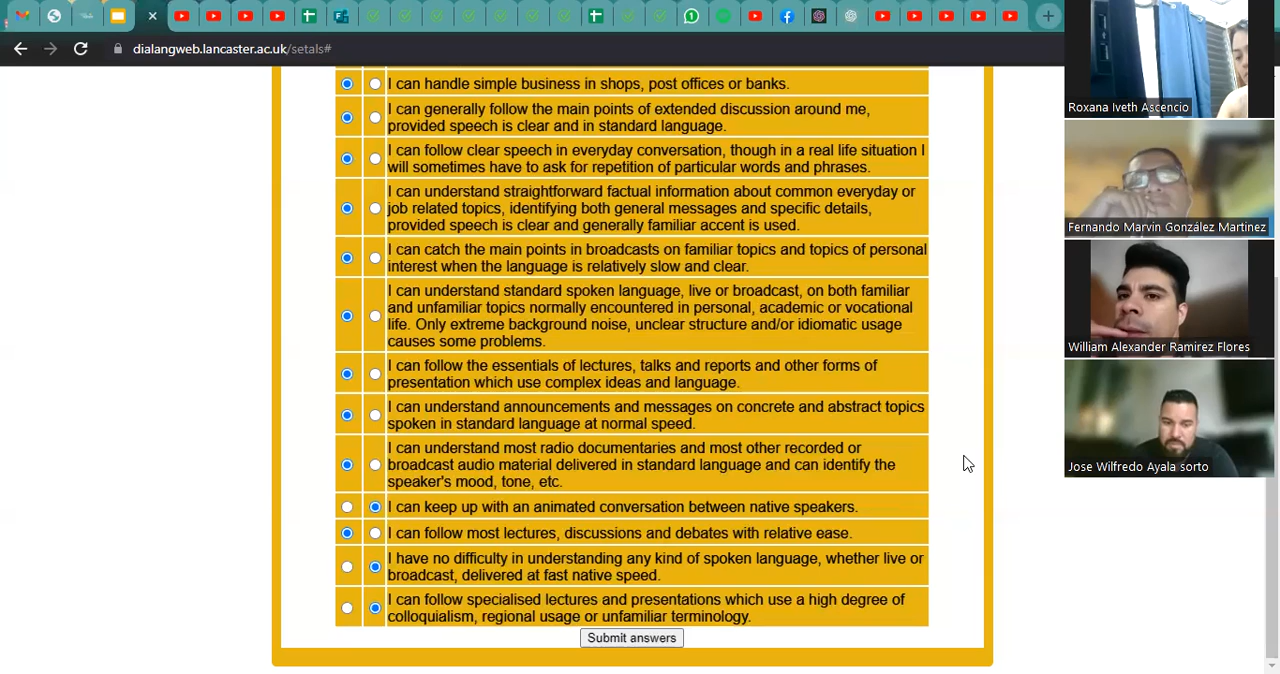 dialangweb.lancaster.ac.uk/setals#
I can handle simple business in shops, post offices or banks.
I can generally follow the main points of extended discussion around me,
provided speech is clear and in standard language.
I can follow clear speech in everyday conversation, though in a real life situation I
will sometimes have to ask for repetition of particular words and phrases.
I can understand straightforward factual information about common everyday or
job related topics, identifying both general messages and specific details,
provided speech is clear and generally familiar accent is used.
I can catch the main points in broadcasts on familiar topics and topics of personal
interest when the language is relatively slow and clear.
I can understand standard spoken language, live or broadcast, on both familiar
and unfamiliar topics normally encountered in personal, academic or vocational
life. Only extreme background noise, unclear structure and/or idiomatic usage
causes some problems.
I can follow the essentials of lectures, talks and reports and other forms of
presentation which use complex ideas and language.
I can understand announcements and messages on concrete and abstract topics
spoken in standard language at normal speed.
I can understand most radio documentaries and most other recorded or
broadcast audio material delivered in standard language and can identify the
speaker's mood, tone, etc.
I can keep up with an animated conversation between native speakers.
I can follow most lectures, discussions and debates with relative ease.
I have no difficulty in understanding any kind of spoken language, whether live or
broadcast, delivered at fast native speed.
I can follow specialised lectures and presentations which use a high degree of
colloquialism, regional usage or unfamiliar terminology.
Submit answers
Roxana Iveth Ascencio
Fernando Marvin González Martinez
William Alexander Ramirez Flores
Jose Wilfredo Ayala sorto